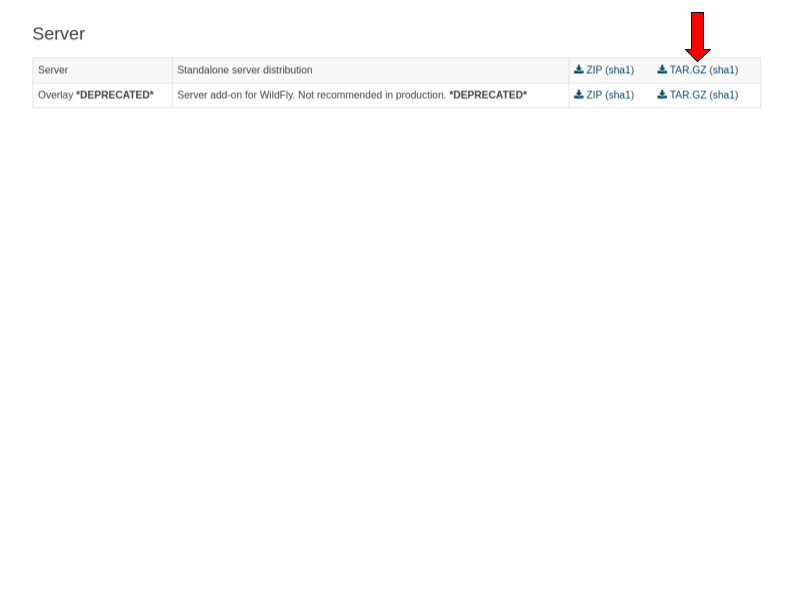 Server
Server Standalone server distribution ZIP (sha1) TAR.GZ (sha1)
Overlay *DEPRECATED* Server add-on for WildFly. Not recommended in production. *DEPRECATED* ZIP (sha1) TAR.GZ (sha1)